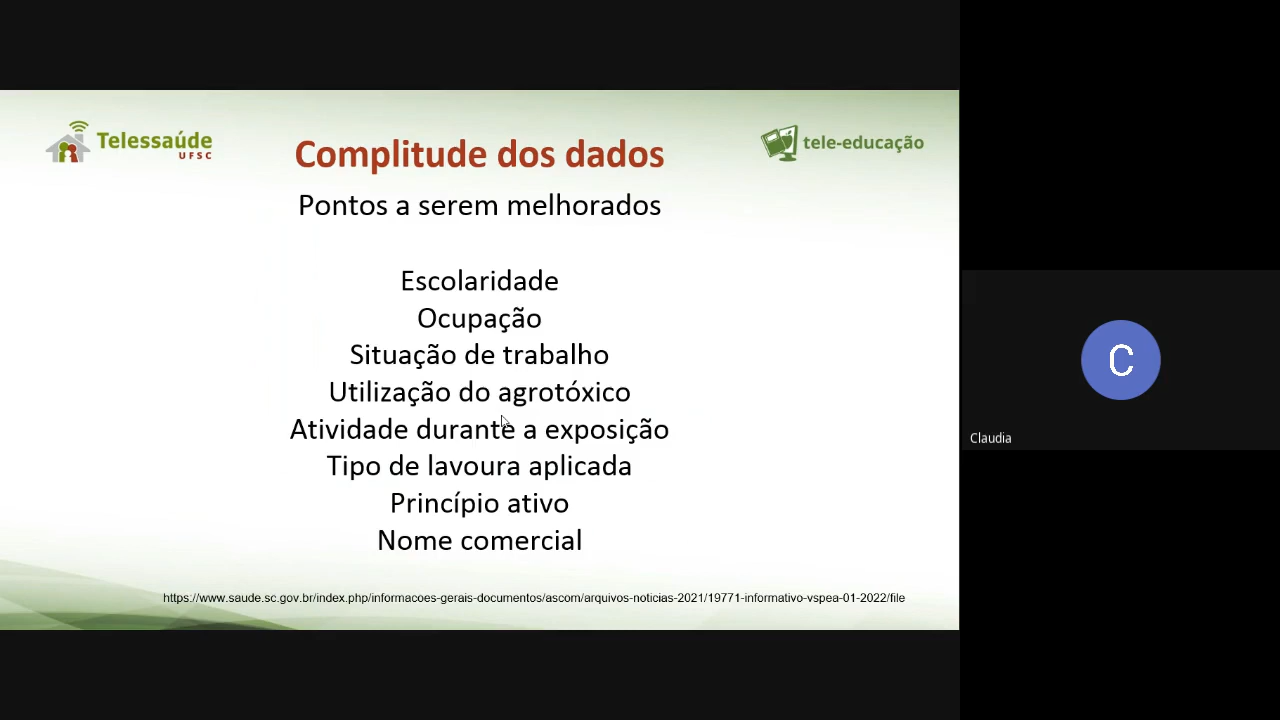 Telessaúde
UFSC
tele-educação
Complitude dos dados
Pontos a serem melhorados
Escolaridade
Ocupação
Situação de trabalho
Utilização do agrotóxico
Atividade durante a exposição
Tipo de lavoura aplicada
Princípio ativo
Nome comercial
https://www.saude.sc.gov.br/index.php/informacoes-gerais-documentos/ascom/arquivos-noticias-2021/19771-informativo-vspea-01-2022/file
C
Claudia